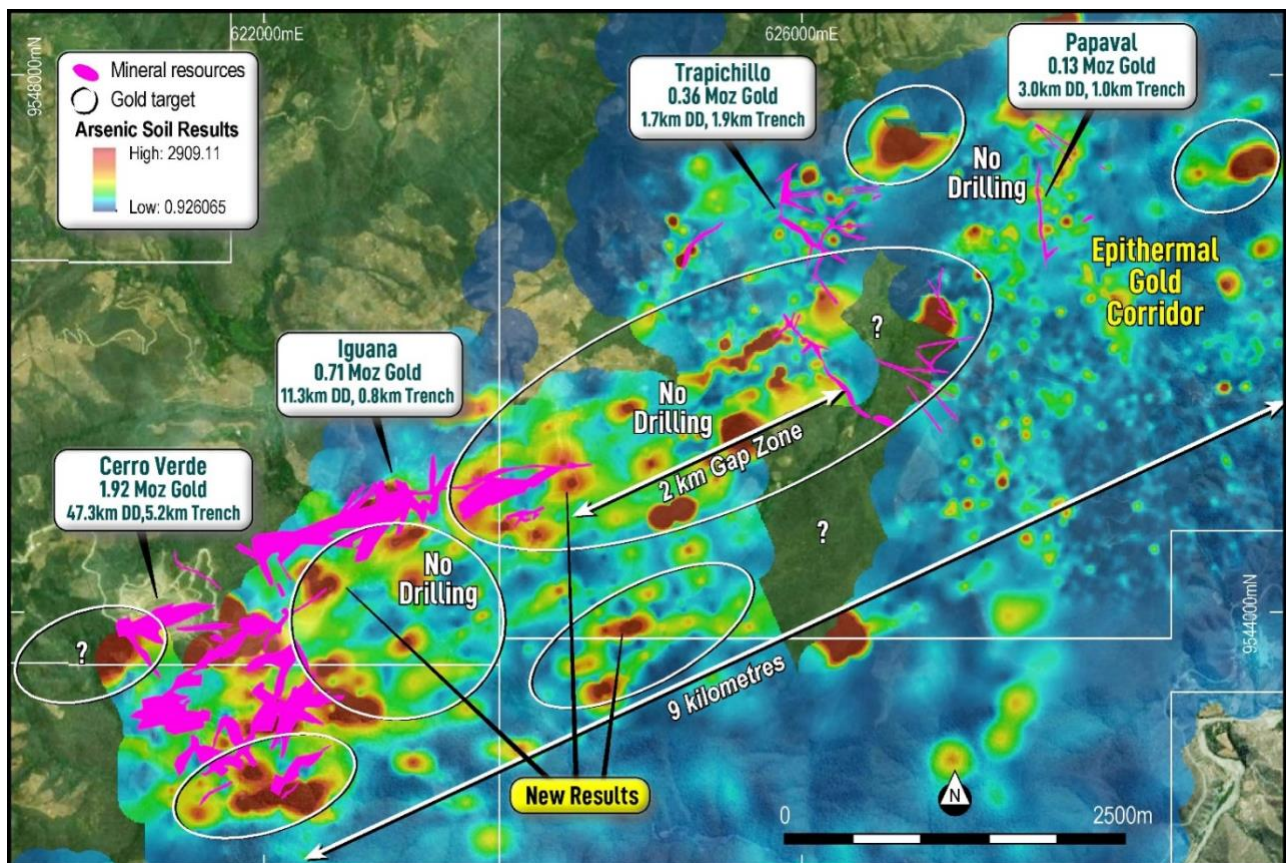 622000mE
626000mE
9548000mN
Mineral resources
Gold target
Arsenic Soil Results
High: 2909.11
Low: 0.926065
Trapichillo
0.36 Moz Gold
1.7km DD, 1.9km Trench
Papaval
0.13 Moz Gold
3.0km DD, 1.0km Trench
No
Drilling
Epithermal
Gold
Corridor
Iguana
0.71 Moz Gold
11.3km DD, 0.8km Trench
?
No
Drilling
2 km Gap Zone
Cerro Verde
1.92 Moz Gold
47.3km DD,5.2km Trench
?
No
Drilling
?
9 kilometres
9544000mN
New Results
N
0
2500m